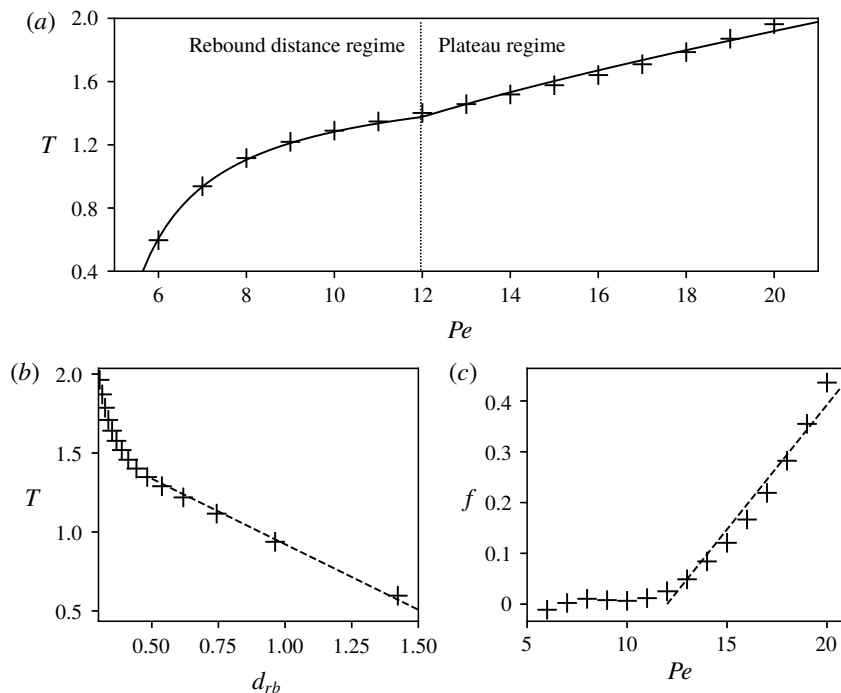 (a)
2.0
Rebound distance regime Plateau regime
1.6
T 1.2
0.8
0.4
6 8 10 12 14 16 18 20
Pe
(b)
2.0
1.5
T
1.0
0.5
0.50 0.75 1.00 1.25 1.50
d_rb
(c)
0.4
0.3
f
0.2
0.1
0
5 10 15 20
Pe